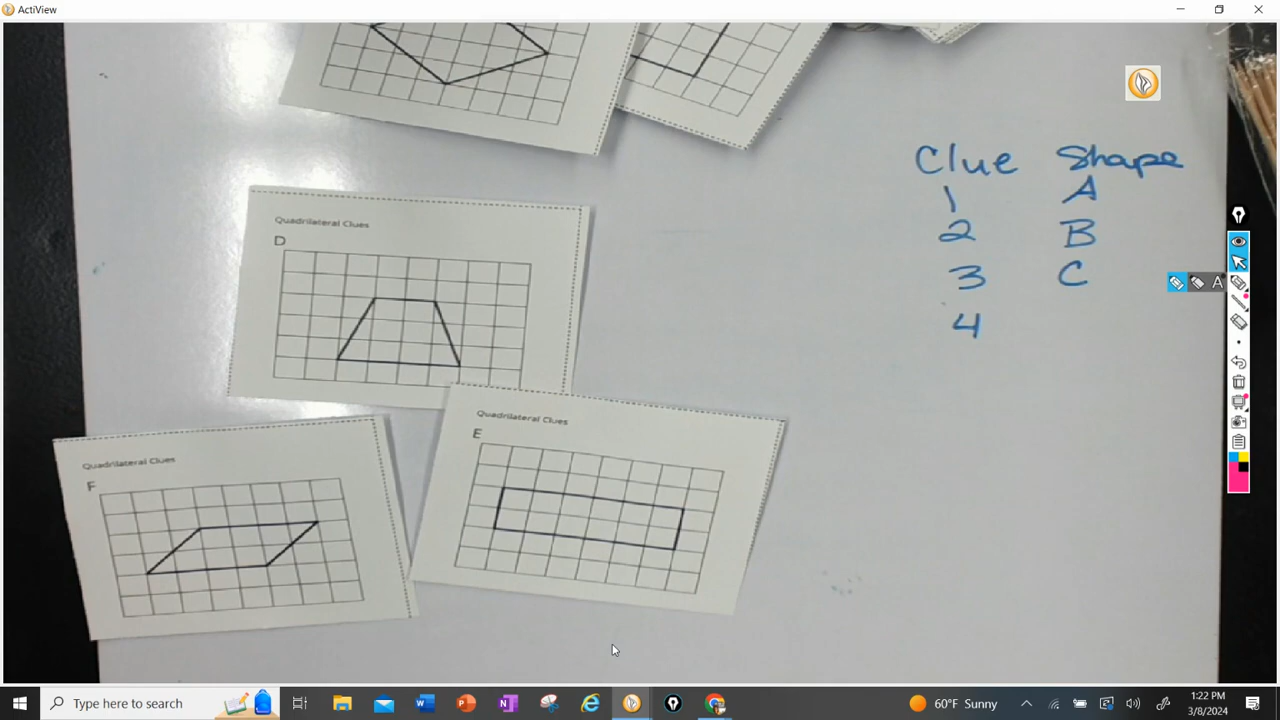 ActiView
Clue Shape
1 A
2 B
3 C
4
Quadrilateral Clues
D
Quadrilateral Clues
E
Quadrilateral Clues
F
A
Type here to search
60°F Sunny
1:22 PM
3/8/2024